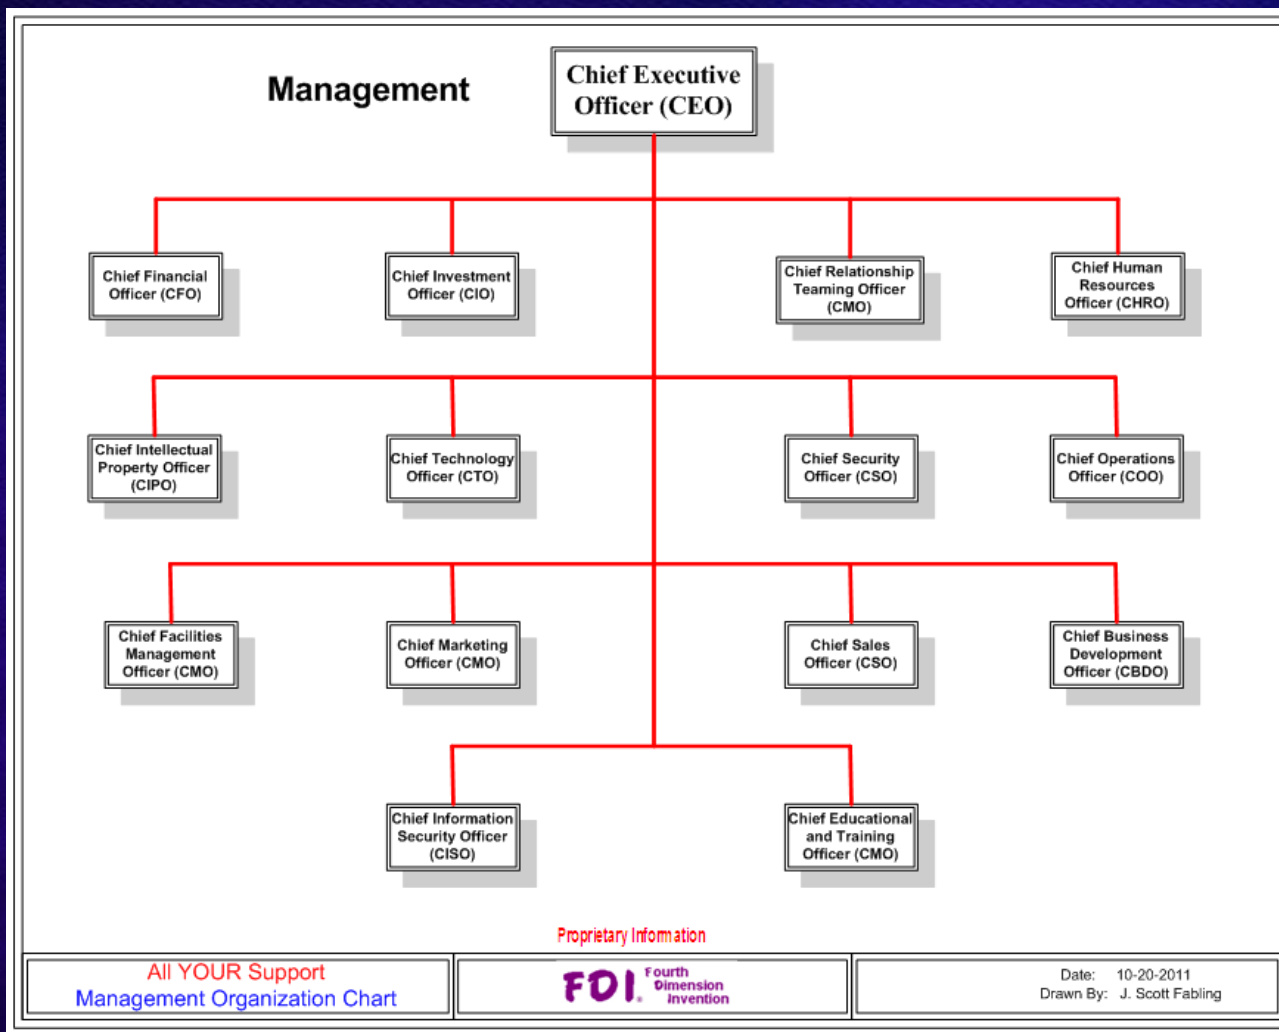 Management
Chief Executive
Officer (CEO)
Chief Financial
Officer (CFO)
Chief Investment
Officer (CIO)
Chief Relationship
Teaming Officer
(CMO)
Chief Human
Resources
Officer (CHRO)
Chief Intellectual
Property Officer
(CIPO)
Chief Technology
Officer (CTO)
Chief Security
Officer (CSO)
Chief Operations
Officer (COO)
Chief Facilities
Management
Officer (CMO)
Chief Marketing
Officer (CMO)
Chief Sales
Officer (CSO)
Chief Business
Development
Officer (CBDO)
Chief Information
Security Officer
(CISO)
Chief Educational
and Training
Officer (CMO)
Proprietary Information
All YOUR Support
Management Organization Chart
FDI®
Fourth
Dimension
Invention
Date: 10-20-2011
Drawn By: J. Scott Fabling